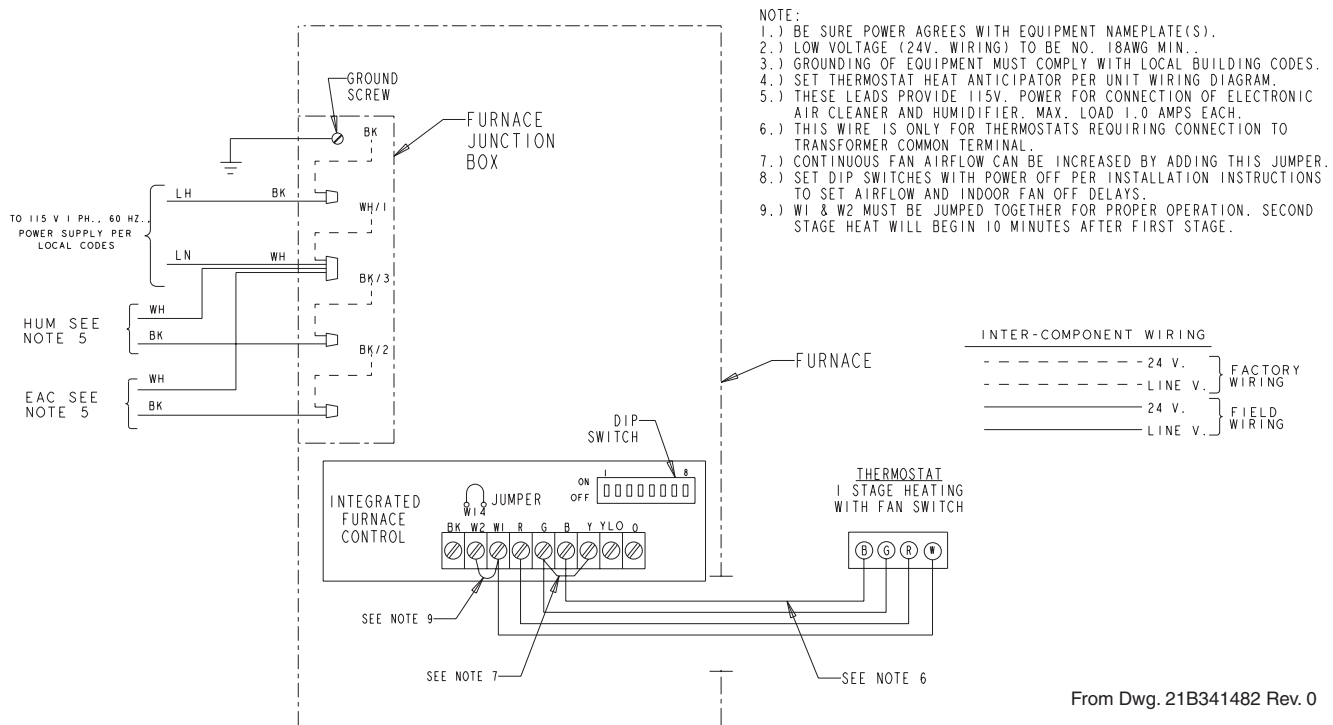 NOTE:
1.) BE SURE POWER AGREES WITH EQUIPMENT NAMEPLATE(S).
2.) LOW VOLTAGE (24V. WIRING) TO BE NO. 18AWG MIN..
3.) GROUNDING OF EQUIPMENT MUST COMPLY WITH LOCAL BUILDING CODES.
4.) SET THERMOSTAT HEAT ANTICIPATOR PER UNIT WIRING DIAGRAM.
5.) THESE LEADS PROVIDE 115V. POWER FOR CONNECTION OF ELECTRONIC
AIR CLEANER AND HUMIDIFIER. MAX. LOAD 1.0 AMPS EACH.
6.) THIS WIRE IS ONLY FOR THERMOSTATS REQUIRING CONNECTION TO
TRANSFORMER COMMON TERMINAL.
7.) CONTINUOUS FAN AIRFLOW CAN BE INCREASED BY ADDING THIS JUMPER.
8.) SET DIP SWITCHES WITH POWER OFF PER INSTALLATION INSTRUCTIONS
TO SET AIRFLOW AND INDOOR FAN OFF DELAYS.
9.) W1 & W2 MUST BE JUMPED TOGETHER FOR PROPER OPERATION. SECOND
STAGE HEAT WILL BEGIN 10 MINUTES AFTER FIRST STAGE.
GROUND
SCREW
BK
FURNACE
JUNCTION
BOX
LH BK
WH/1
TO 115 V 1 PH., 60 HZ.,
POWER SUPPLY PER
LOCAL CODES
LN WH
BK/3
HUM SEE
NOTE 5
WH
BK
BK/2
EAC SEE
NOTE 5
WH
BK
FURNACE
INTER-COMPONENT WIRING
24 V.
LINE V.
FACTORY
WIRING
24 V.
LINE V.
FIELD
WIRING
DIP
SWITCH
1 8
ON
OFF
INTEGRATED
FURNACE
CONTROL
JUMPER
W14
BK W2 W1 R G B Y YLO O
THERMOSTAT
1 STAGE HEATING
WITH FAN SWITCH
B G R W
SEE NOTE 9
SEE NOTE 7
SEE NOTE 6
From Dwg. 21B341482 Rev. 0